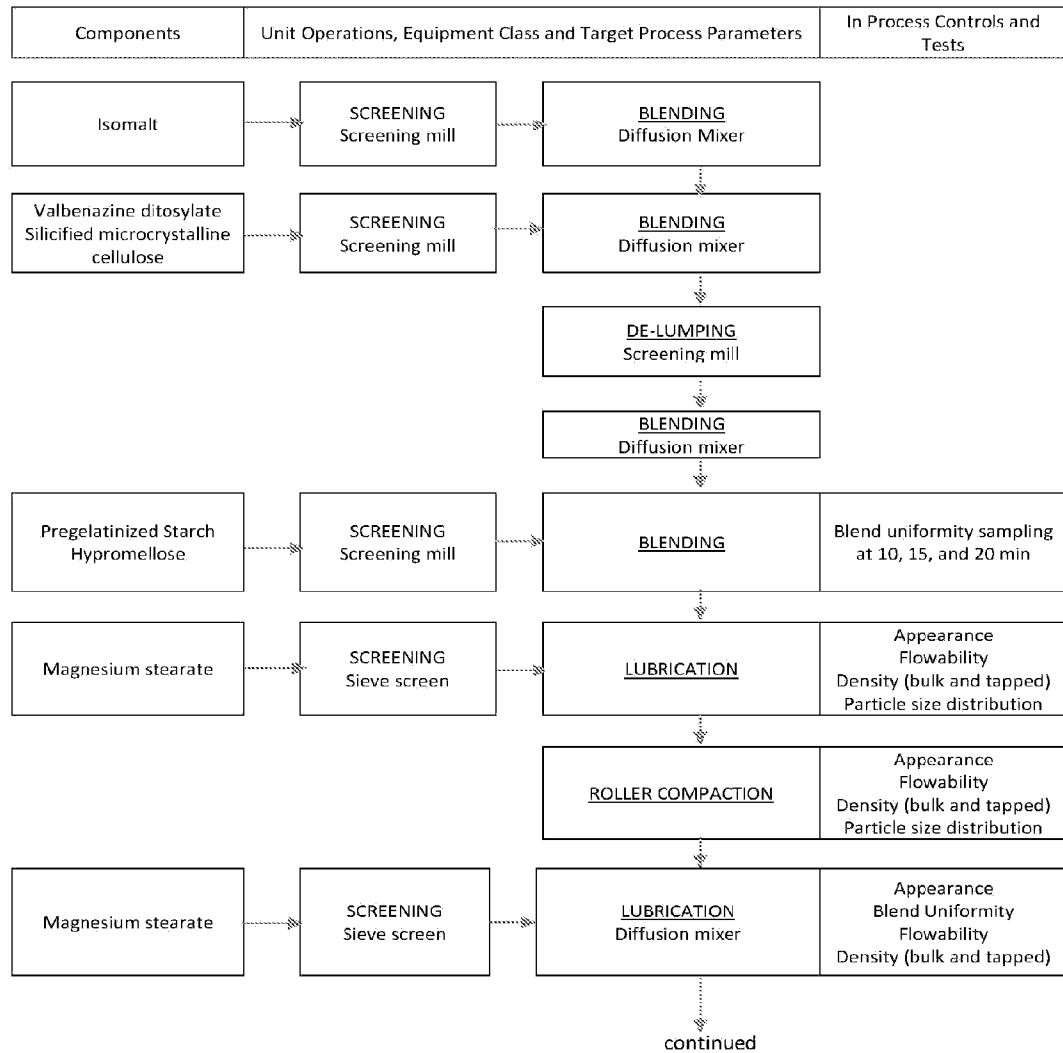 Components
Unit Operations, Equipment Class and Target Process Parameters
In Process Controls and
Tests
Isomalt
SCREENING
Screening mill
BLENDING
Diffusion Mixer
Valbenazine ditosylate
Silicified microcrystalline
cellulose
SCREENING
Screening mill
BLENDING
Diffusion mixer
DE-LUMPING
Screening mill
BLENDING
Diffusion mixer
Pregelatinized Starch
Hypromellose
SCREENING
Screening mill
BLENDING
Blend uniformity sampling
at 10, 15, and 20 min
Magnesium stearate
SCREENING
Sieve screen
LUBRICATION
Appearance
Flowability
Density (bulk and tapped)
Particle size distribution
ROLLER COMPACTION
Appearance
Flowability
Density (bulk and tapped)
Particle size distribution
Magnesium stearate
SCREENING
Sieve screen
LUBRICATION
Diffusion mixer
Appearance
Blend Uniformity
Flowability
Density (bulk and tapped)
continued